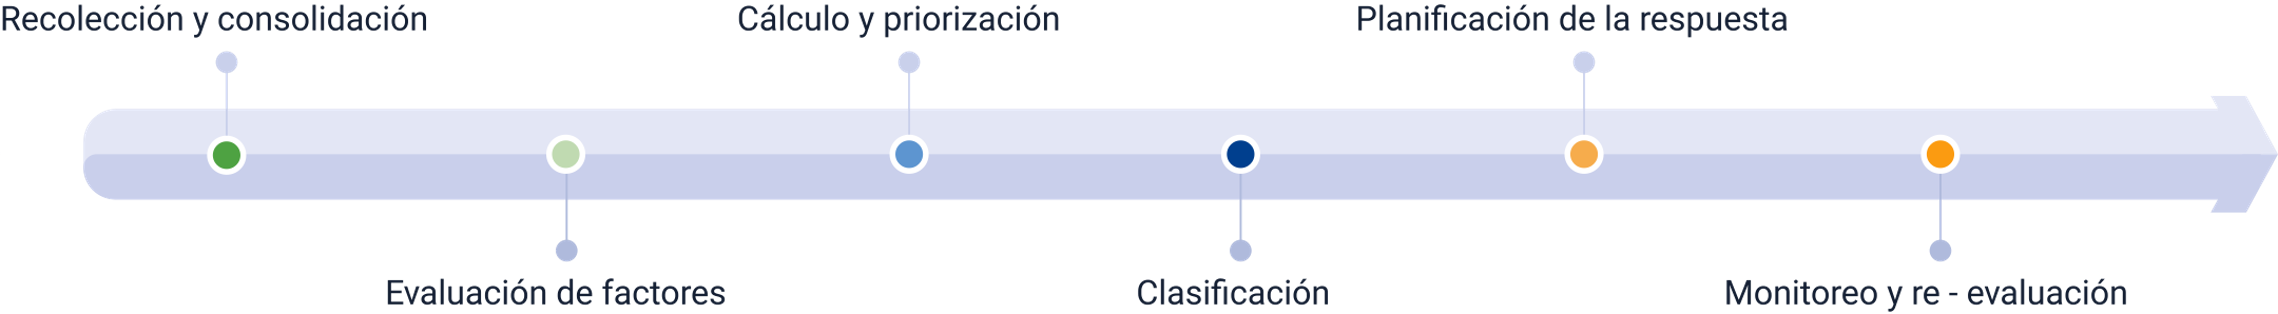 Recolección y consolidación
Cálculo y priorización
Planificación de la respuesta
Evaluación de factores
Clasificación
Monitoreo y re - evaluación